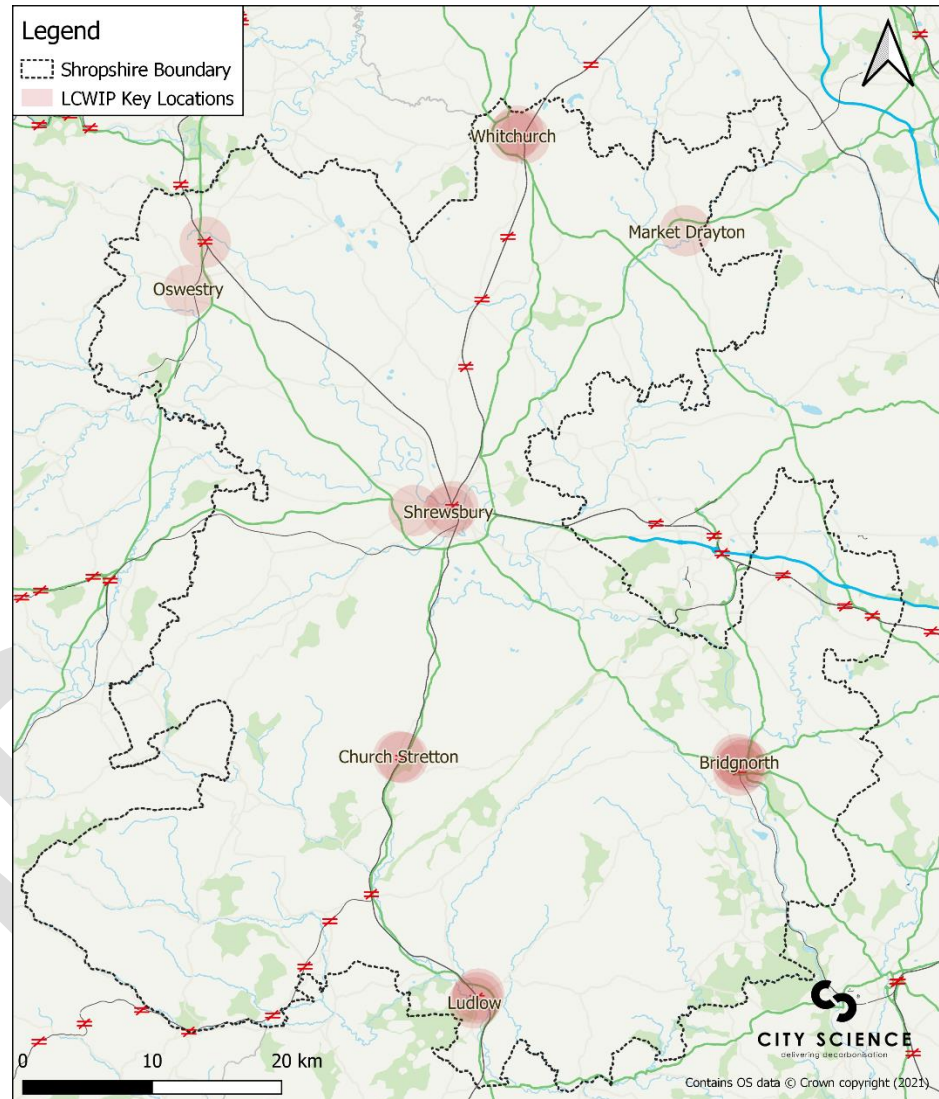 Legend
Shropshire Boundary
LCWIP Key Locations
Whitchurch
Market Drayton
Oswestry
Shrewsbury
Church Stretton
Bridgnorth
Ludlow
CITY SCIENCE
delivering decarbonisation
0 10 20 km
Contains OS data © Crown copyright (2021)